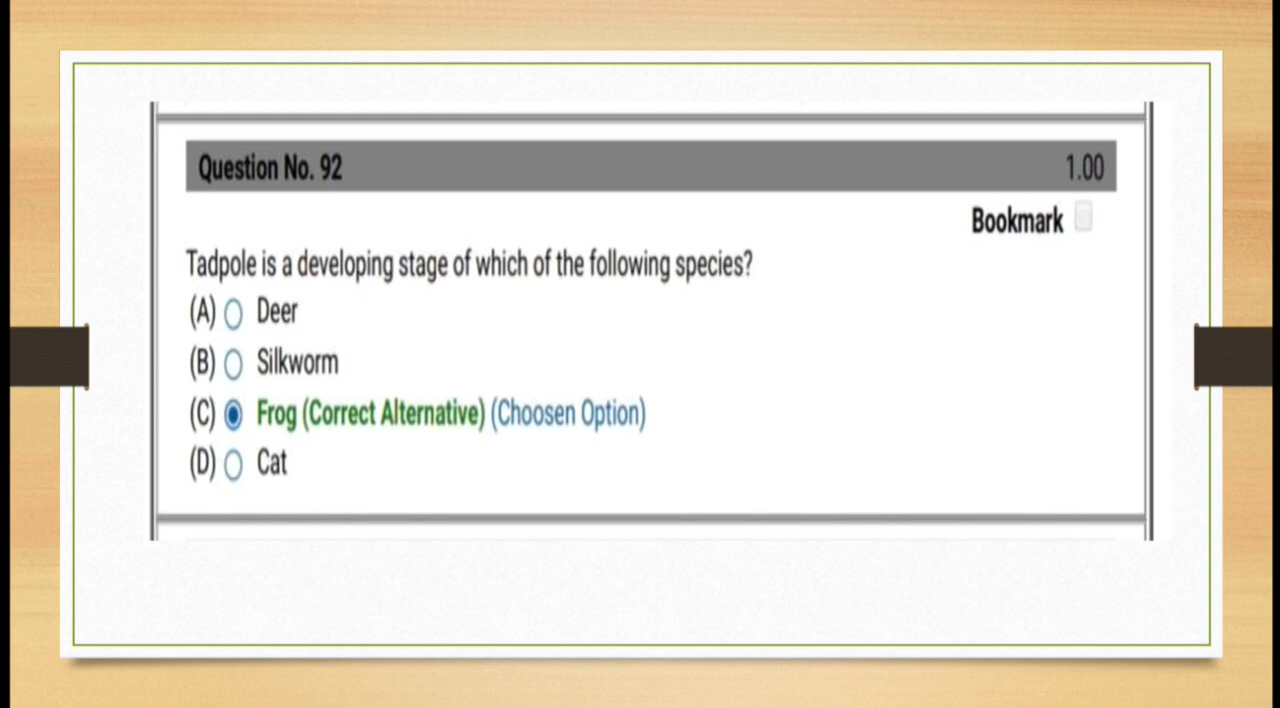 Question No. 92 1.00
Bookmark
Tadpole is a developing stage of which of the following species?
(A) Deer
(B) Silkworm
(C) Frog (Correct Alternative) (Choosen Option)
(D) Cat